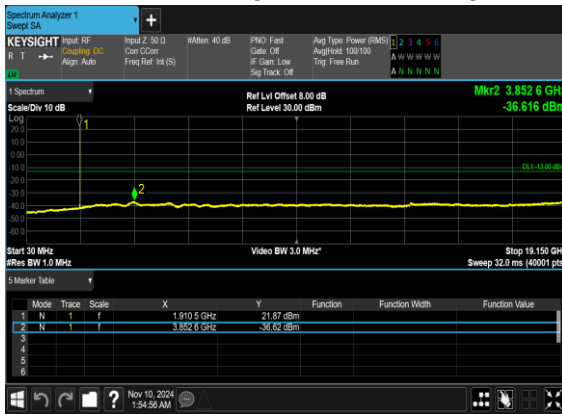 Spectrum Analyzer 1
Swept SA
KEYSIGHT Input: RF Input Z: 50 Ω #Atten: 40 dB PNO: Fast Avg Type: Power (RMS) 1 2 3 4 5 6
R T Coupling: DC Corr CCorr Gate: Off Avg|Hold: 100/100 A W W W W W
Align: Auto Freq Ref: Int (S) IF Gain: Low Trig: Free Run
LXI Sig Track: Off A N N N N N
1 Spectrum Ref Lvl Offset 8.00 dB Mkr2 3.852 6 GHz
Scale/Div 10 dB Ref Level 30.00 dBm -36.616 dBm
Log
20.0
10.0
0.00
-10.0
DL1 -13.00 dBm
-20.0
-30.0
-40.0
-50.0
-60.0
1
2
Start 30 MHz Video BW 3.0 MHz* Stop 19.150 GHz
#Res BW 1.0 MHz Sweep 32.0 ms (40001 pts)
5 Marker Table
Mode Trace Scale X Y Function Function Width Function Value
1 N 1 f 1.910 5 GHz 21.87 dBm
2 N 1 f 3.852 6 GHz -36.62 dBm
3
4
5
6
? Nov 10, 2024
1:54:56 AM